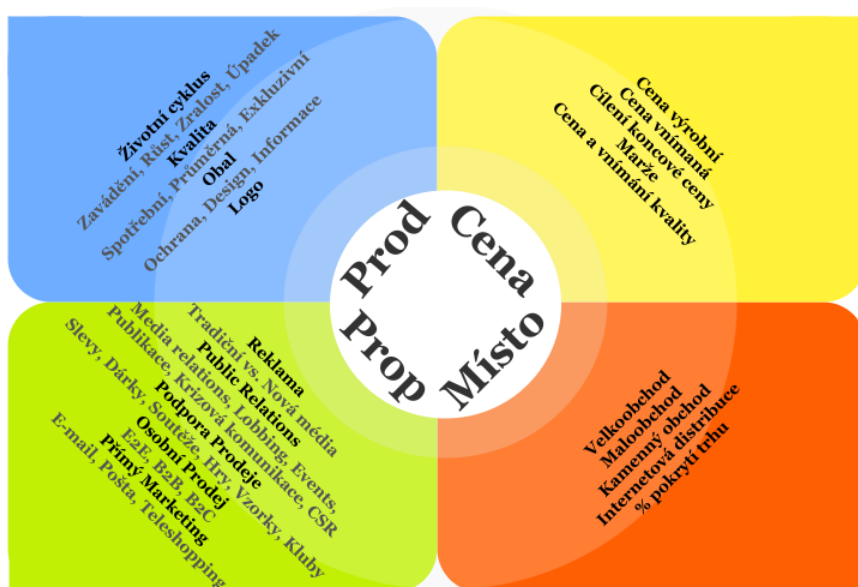 Životní cyklus
Zavádění, Růst, Zralost, Úpadek
Kvalita
Spotřební, Průměrná, Exkluzivní
Obal
Ochrana, Design, Informace
Logo
Cena výrobní
Cena vnímaná
Cílení koncové ceny
Marže
Cena a vnímání kvality
Prod
Cena
Prop
Místo
Reklama
Tradiční vs. Nová média
Public Relations
Media relations, Lobbing, Events,
Publikace, Krizová komunikace, CSR
Podpora Prodeje
Slevy, Dárky, Soutěže, Hry, Vzorky, Kluby
Osobní Prodej
E2E, B2B, B2C
Přímý Marketing
E-mail, Pošta, Teleshopping
Velkoobchod
Maloobchod
Kamenný obchod
Internetová distribuce
% pokrytí trhu